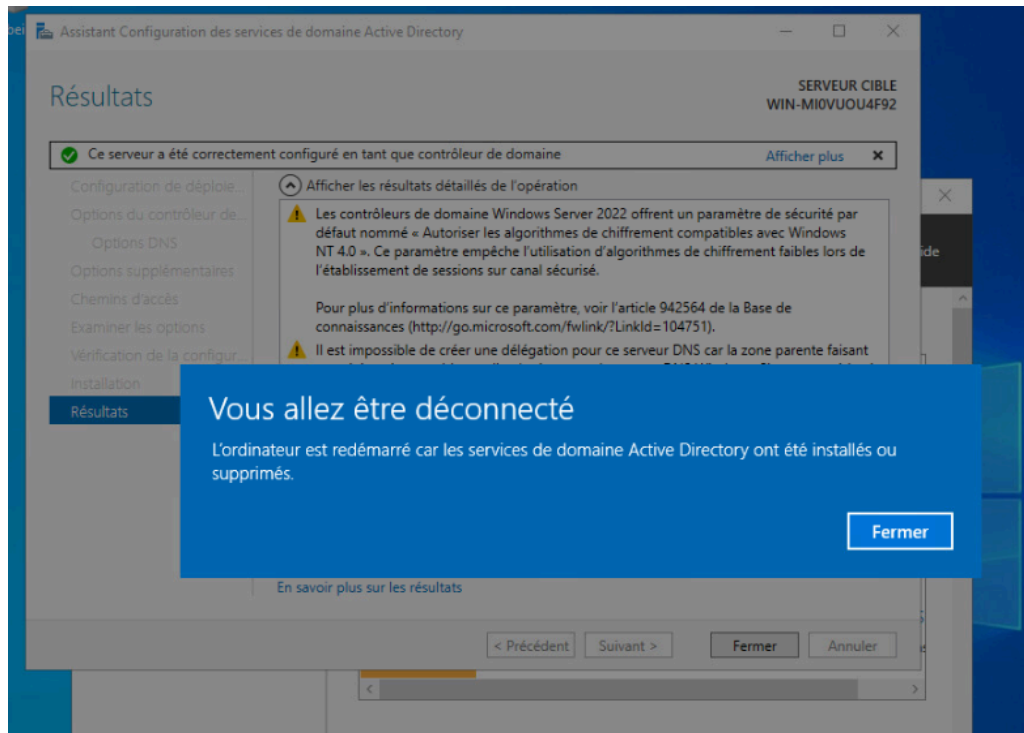 Assistant Configuration des services de domaine Active Directory
Résultats
SERVEUR CIBLE
WIN-MI0VUOU4F92
Ce serveur a été correctement configuré en tant que contrôleur de domaine
Afficher plus
Configuration de déploie...
Options du contrôleur de...
Options DNS
Options supplémentaires
Chemins d'accès
Examiner les options
Vérification de la configur...
Installation
Résultats
Afficher les résultats détaillés de l'opération
Les contrôleurs de domaine Windows Server 2022 offrent un paramètre de sécurité par
défaut nommé « Autoriser les algorithmes de chiffrement compatibles avec Windows
NT 4.0 ». Ce paramètre empêche l'utilisation d'algorithmes de chiffrement faibles lors de
l'établissement de sessions sur canal sécurisé.
Pour plus d'informations sur ce paramètre, voir l'article 942564 de la Base de
connaissances (http://go.microsoft.com/fwlink/?LinkId=104751).
Il est impossible de créer une délégation pour ce serveur DNS car la zone parente faisant
Vous allez être déconnecté
L'ordinateur est redémarré car les services de domaine Active Directory ont été installés ou
supprimés.
Fermer
En savoir plus sur les résultats
< Précédent
Suivant >
Fermer
Annuler